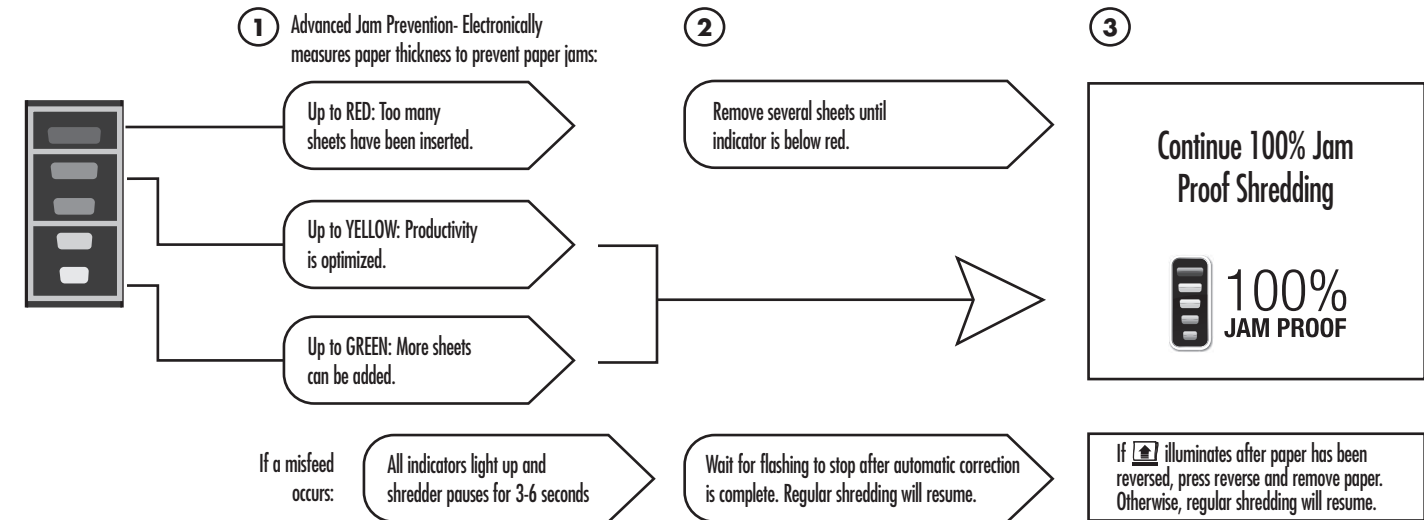 1
Advanced Jam Prevention- Electronically
measures paper thickness to prevent paper jams:
2
3
Up to RED: Too many
sheets have been inserted.
Remove several sheets until
indicator is below red.
Continue 100% Jam
Proof Shredding
Up to YELLOW: Productivity
is optimized.
100%
JAM PROOF
Up to GREEN: More sheets
can be added.
If a misfeed
occurs:
All indicators light up and
shredder pauses for 3-6 seconds
Wait for flashing to stop after automatic correction
is complete. Regular shredding will resume.
If illuminates after paper has been
reversed, press reverse and remove paper.
Otherwise, regular shredding will resume.